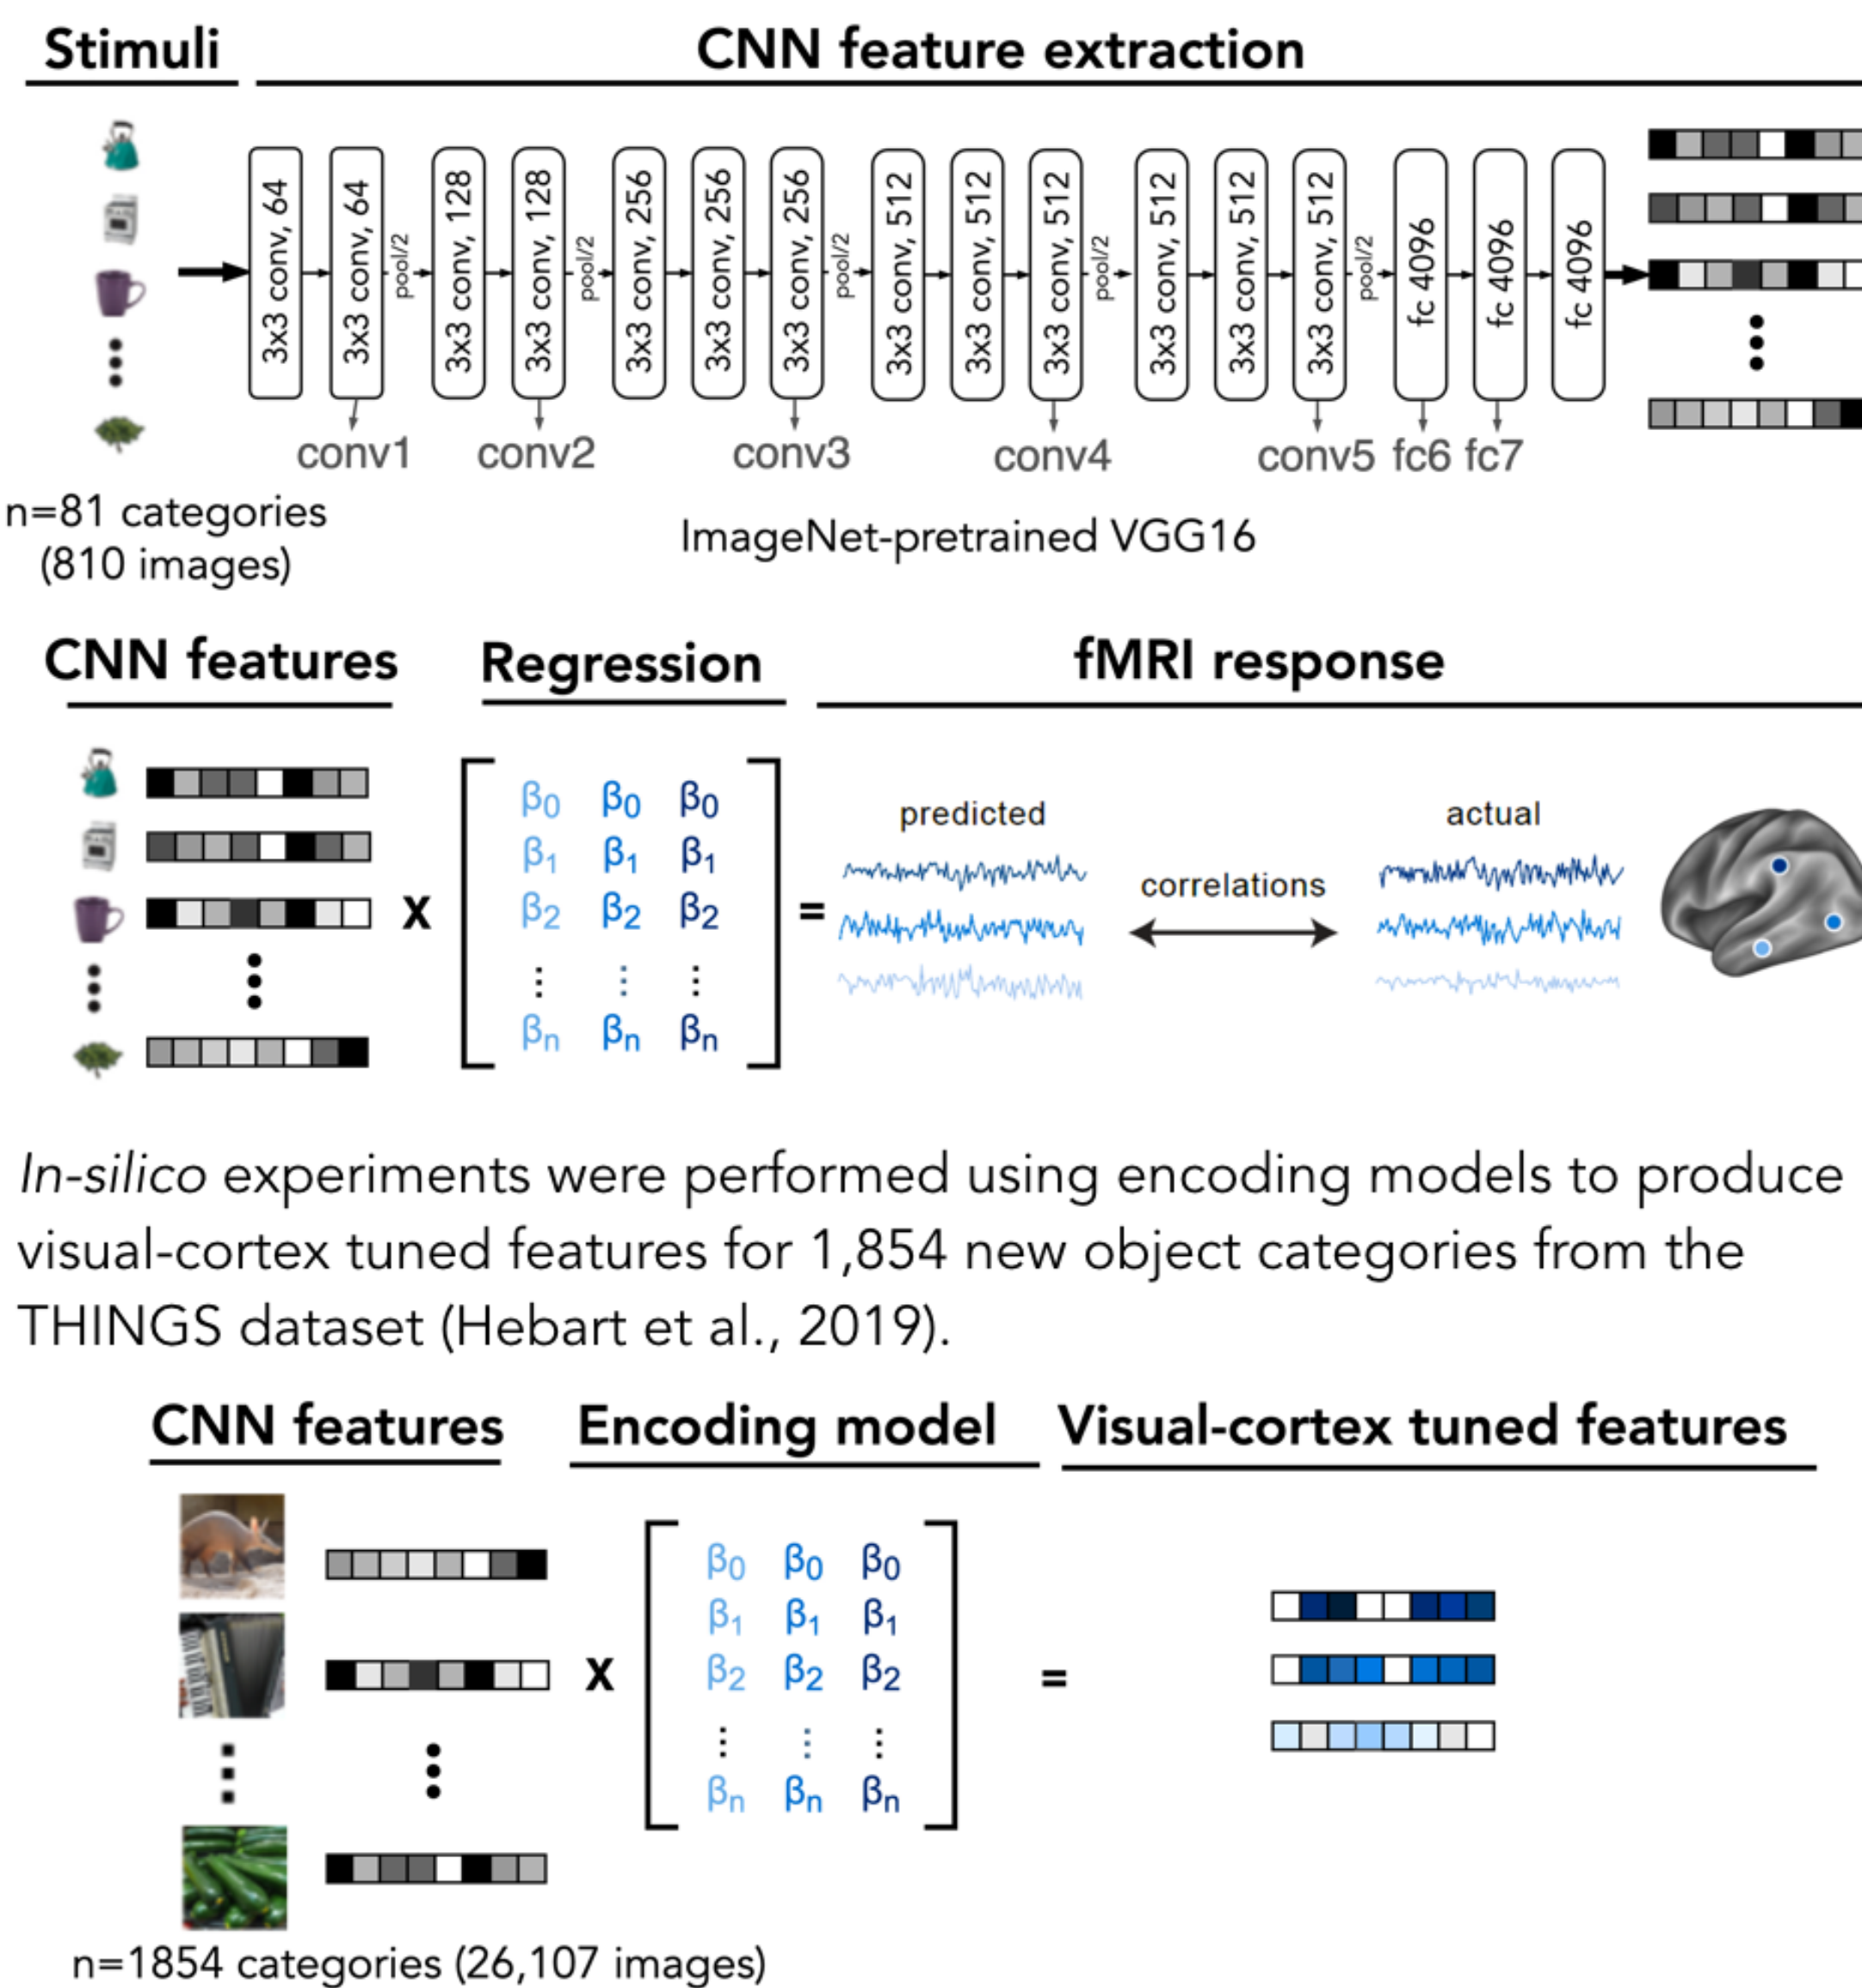 Stimuli
CNN feature extraction
3x3 conv, 64
3x3 conv, 64
pool/2
3x3 conv, 128
3x3 conv, 128
pool/2
3x3 conv, 256
3x3 conv, 256
3x3 conv, 256
pool/2
3x3 conv, 512
3x3 conv, 512
3x3 conv, 512
pool/2
3x3 conv, 512
3x3 conv, 512
3x3 conv, 512
pool/2
fc 4096
fc 4096
fc 4096
conv1 conv2 conv3 conv4 conv5 fc6 fc7
n=81 categories
(810 images)
ImageNet-pretrained VGG16
CNN features
Regression
fMRI response
X
β0 β0 β0
β1 β1 β1
β2 β2 β2
⋮ ⋮ ⋮
βn βn βn
=
predicted
correlations
actual
In-silico experiments were performed using encoding models to produce
visual-cortex tuned features for 1,854 new object categories from the
THINGS dataset (Hebart et al., 2019).
CNN features
Encoding model
Visual-cortex tuned features
X
β0 β0 β0
β1 β1 β1
β2 β2 β2
⋮ ⋮ ⋮
βn βn βn
=
n=1854 categories (26,107 images)